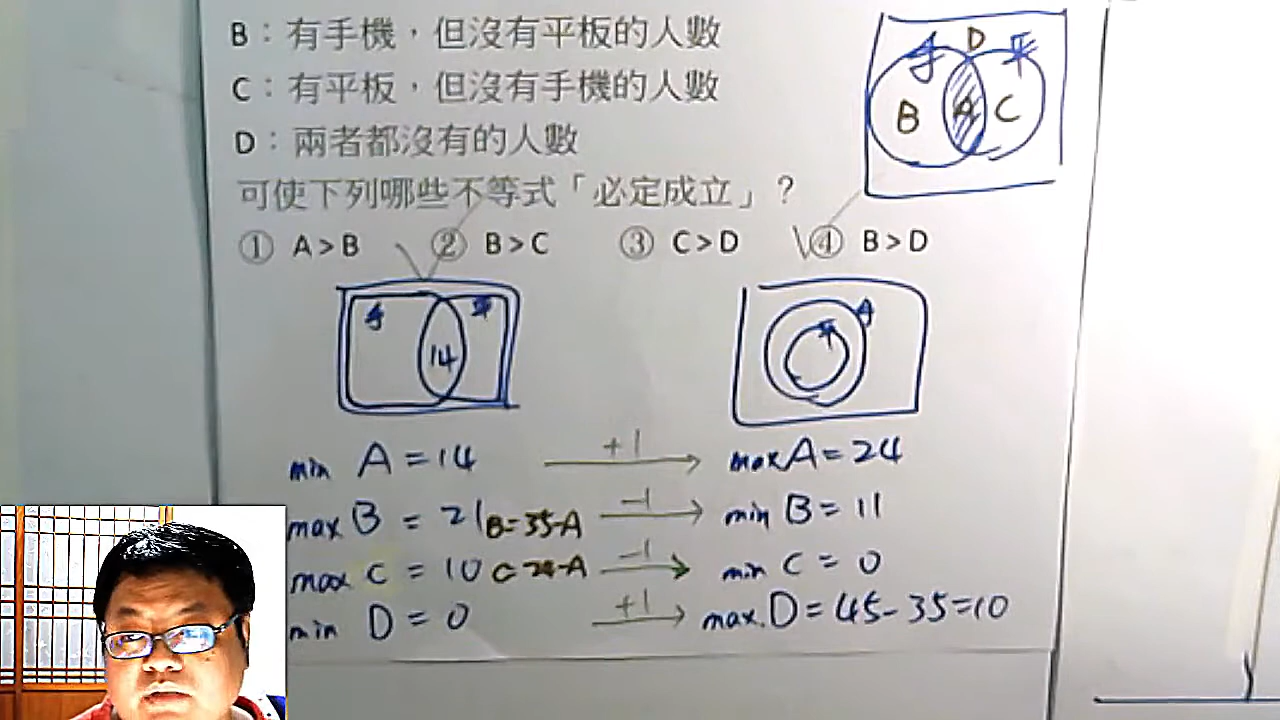 B：有手機，但沒有平板的人數
C：有平板，但沒有手機的人數
D：兩者都沒有的人數
可使下列哪些不等式「必定成立」？
① A>B ② B>C ③ C>D ④ B>D
手 D 平
B A C
手 平
14
手
平
min A=14 +1 max A=24
max B = 21 B=35-A -1 min B=11
max C = 10 C=24-A -1 min C=0
min D=0 +1 max. D=45-35=10